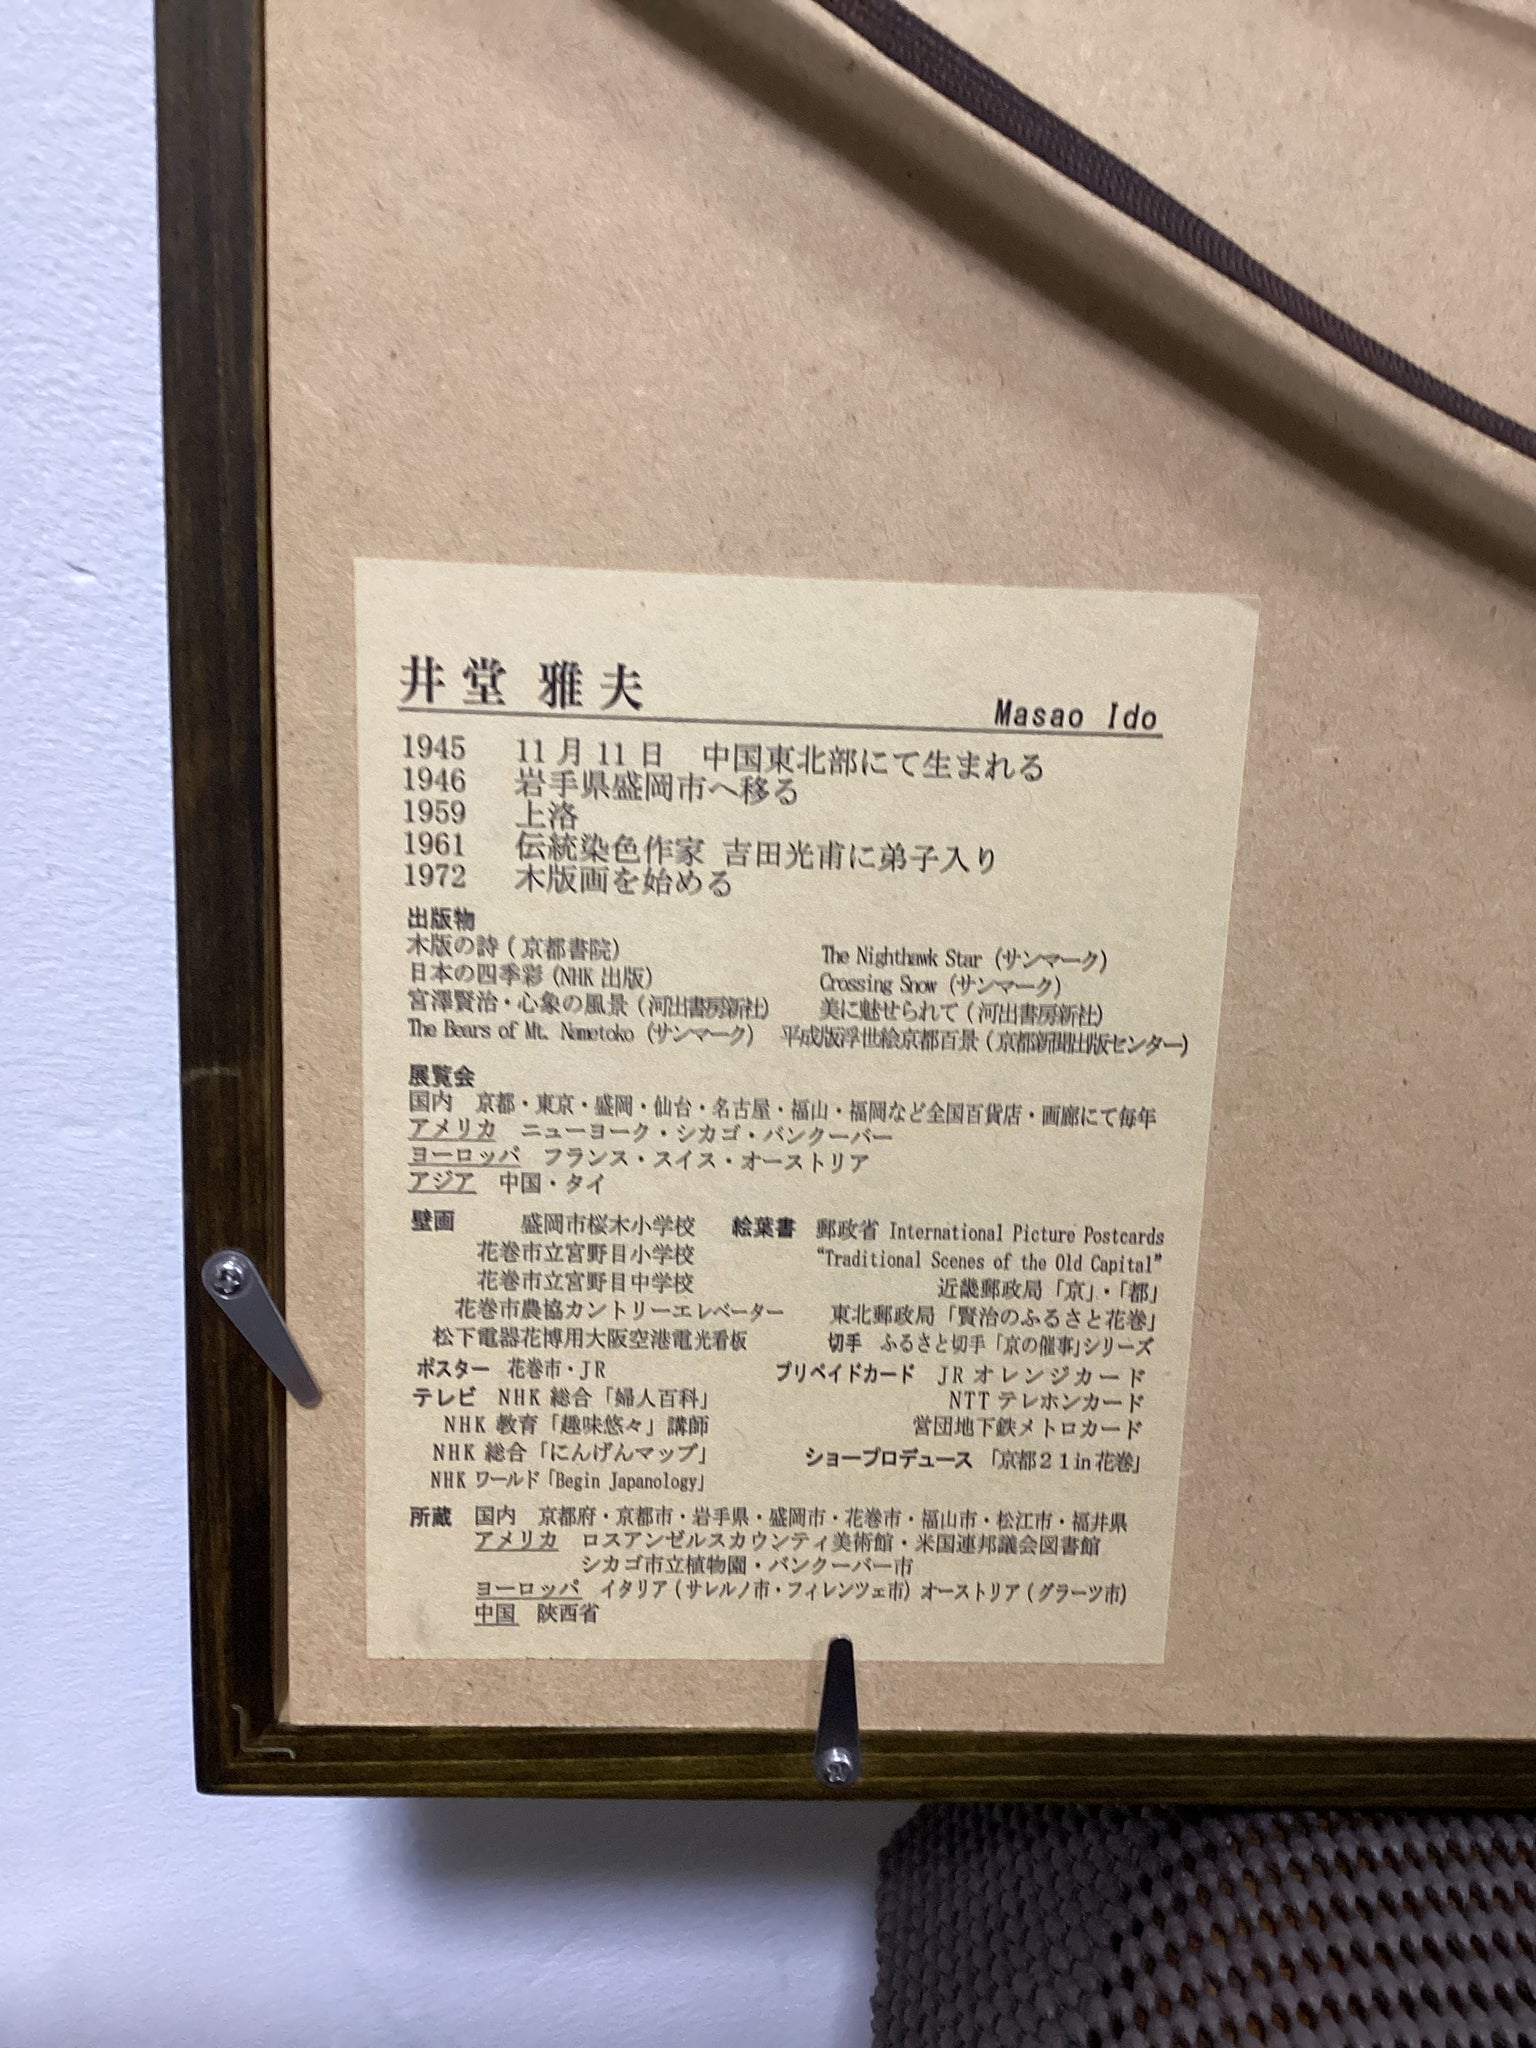 井堂 雅夫 Masao Ido
1945 11月11日 中国東北部にて生まれる
1946 岩手県盛岡市へ移る
1959 上洛
1961 伝統染色作家 吉田光甫に弟子入り
1972 木版画を始める
出版物
木版の詩（京都書院） The Nighthawk Star (サンマーク)
日本の四季彩（NHK 出版） Crossing Snow (サンマーク)
宮澤賢治・心象の風景（河出書房新社） 美に魅せられて（河出書房新社）
The Bears of Mt. Nametoko (サンマーク) 平成版浮世絵京都百景（京都新聞出版センター）
展覧会
国内 京都・東京・盛岡・仙台・名古屋・福山・福岡など全国百貨店・画廊にて毎年
アメリカ ニューヨーク・シカゴ・バンクーバー
ヨーロッパ フランス・スイス・オーストリア
アジア 中国・タイ
壁画 盛岡市桜木小学校 絵葉書 郵政省 International Picture Postcards
花巻市立宮野目小学校 “Traditional Scenes of the Old Capital”
花巻市立宮野目中学校 近畿郵政局「京」・「都」
花巻市農協カントリーエレベーター 東北郵政局「賢治のふるさと花巻」
松下電器花博用大阪空港電光看板 切手 ふるさと切手「京の催事」シリーズ
ポスター 花巻市・JR プリペイドカード JR オレンジカード
テレビ NHK 総合「婦人百科」 NTT テレホンカード
NHK 教育「趣味悠々」講師 営団地下鉄メトロカード
NHK 総合「にんげんマップ」 ショープロデュース 「京都２１in 花巻」
NHK ワールド「Begin Japanology」
所蔵 国内 京都府・京都市・岩手県・盛岡市・花巻市・福山市・松江市・福井県
アメリカ ロスアンゼルスカウンティ美術館・米国連邦議会図書館
シカゴ市立植物園・バンクーバー市
ヨーロッパ イタリア（サレルノ市・フィレンツェ市）オーストリア（グラーツ市）
中国 陝西省